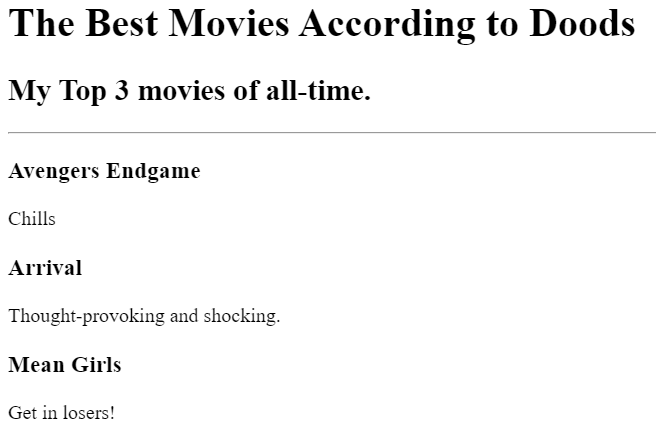 The Best Movies According to Doods
My Top 3 movies of all-time.
Avengers Endgame
Chills
Arrival
Thought-provoking and shocking.
Mean Girls
Get in losers!